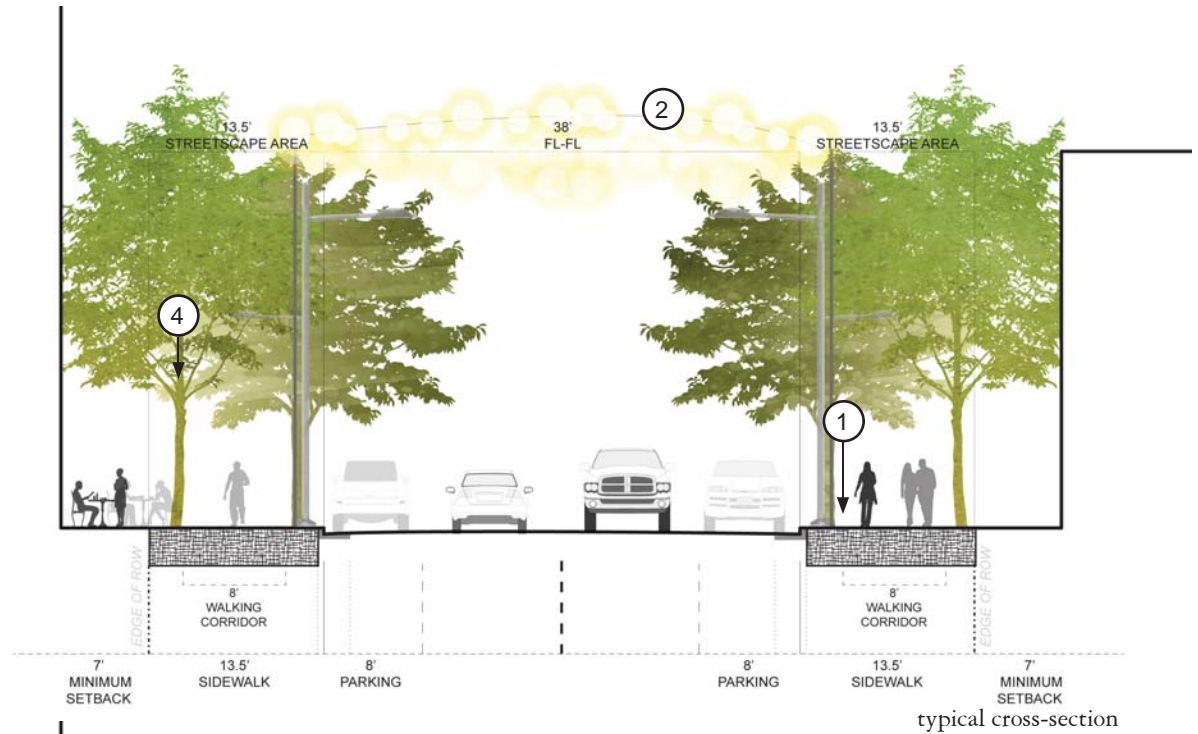 2
13.5'
STREETSCAPE AREA
38'
FL-FL
13.5'
STREETSCAPE AREA
4
1
EDGE OF ROW
8'
WALKING
CORRIDOR
8'
WALKING
CORRIDOR
EDGE OF ROW
7'
MINIMUM
SETBACK
13.5'
SIDEWALK
8'
PARKING
8'
PARKING
13.5'
SIDEWALK
7'
MINIMUM
SETBACK
typical cross-section